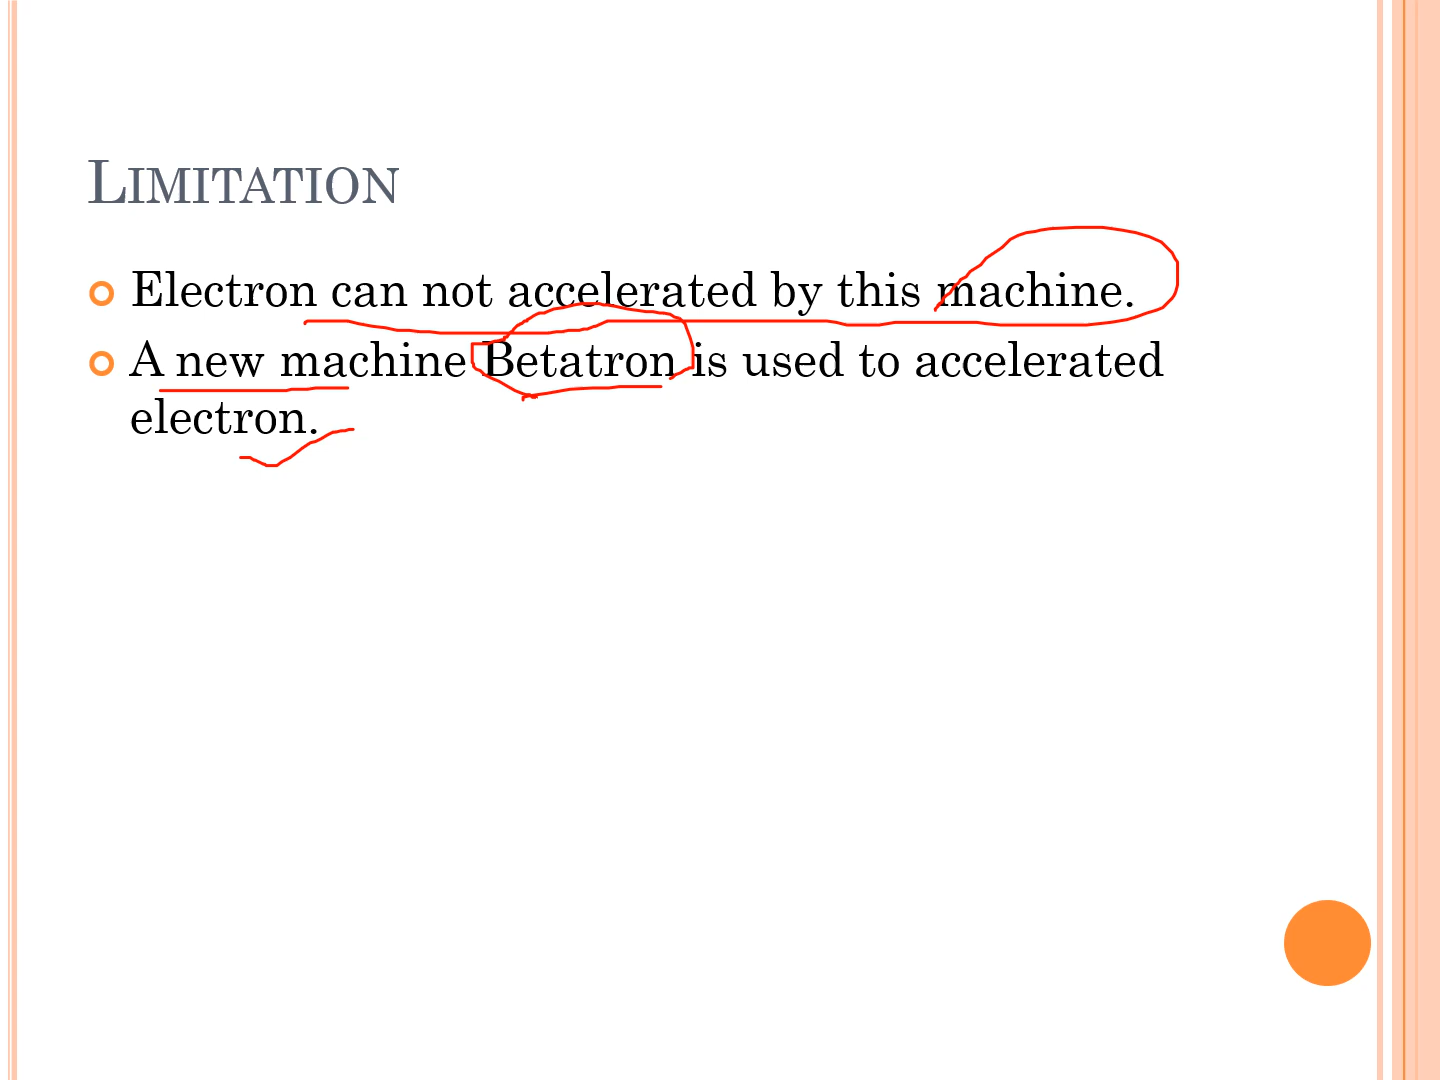 LIMITATION
Electron can not accelerated by this machine.
A new machine Betatron is used to accelerated
electron.